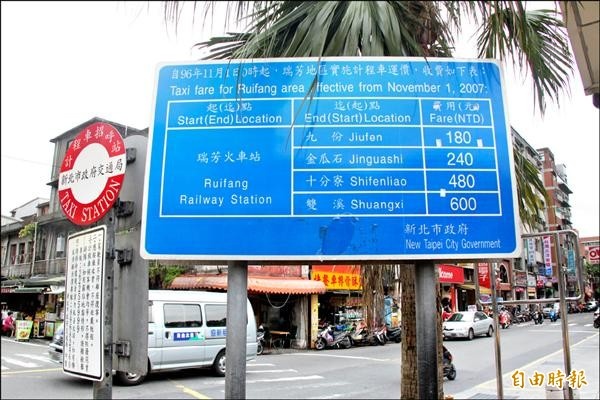 自96年11月1日0時起，瑞芳地區實施計程車運價，收費如下表：
Taxi fare for Ruifang area effective from November 1, 2007:
起(迄)點
Start(End) Location
迄(起)點
End(Start) Location
費用(元)
Fare(NTD)
瑞芳火車站
Ruifang
Railway Station
九 份 Jiufen
180
金瓜石 Jinguashi
240
十分寮 Shifenliao
480
雙 溪 Shuangxi
600
新北市政府
New Taipei City Government
計程車招呼站
新北市政府交通局
TAXI STATION
自由時報